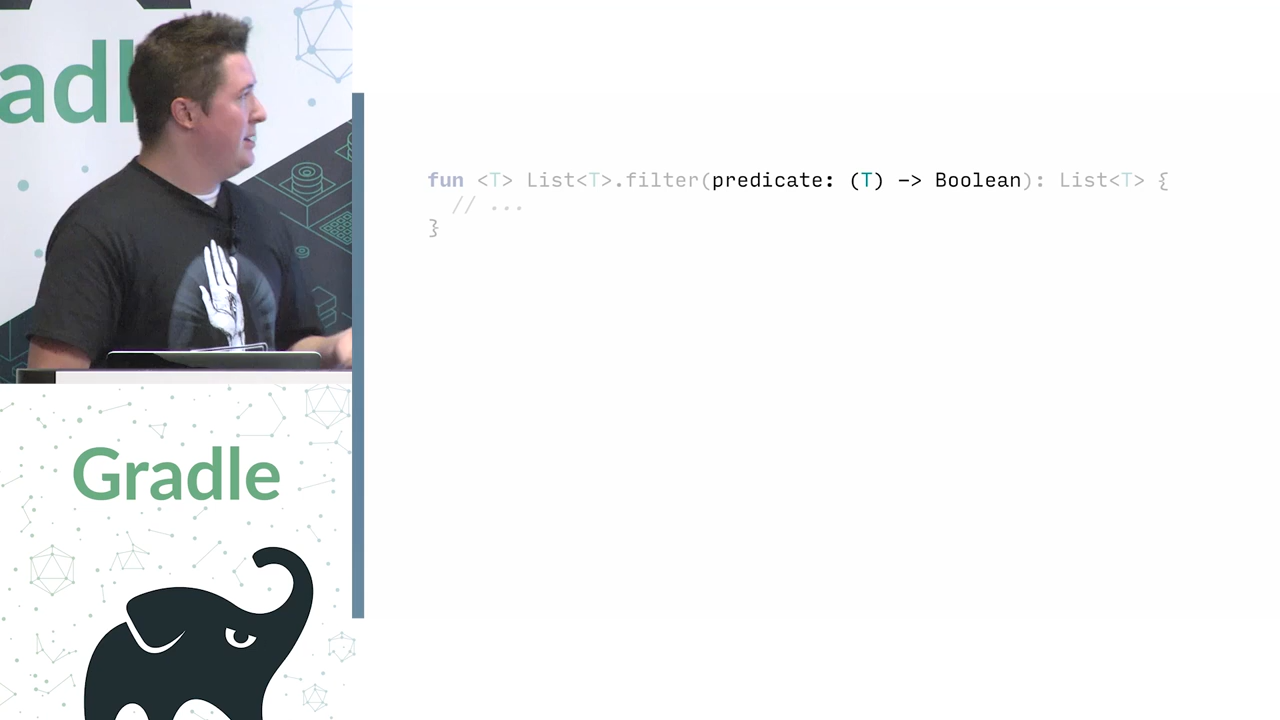 adl
fun <T> List<T>.filter(predicate: (T) -> Boolean): List<T> {
  // ...
}
Gradle